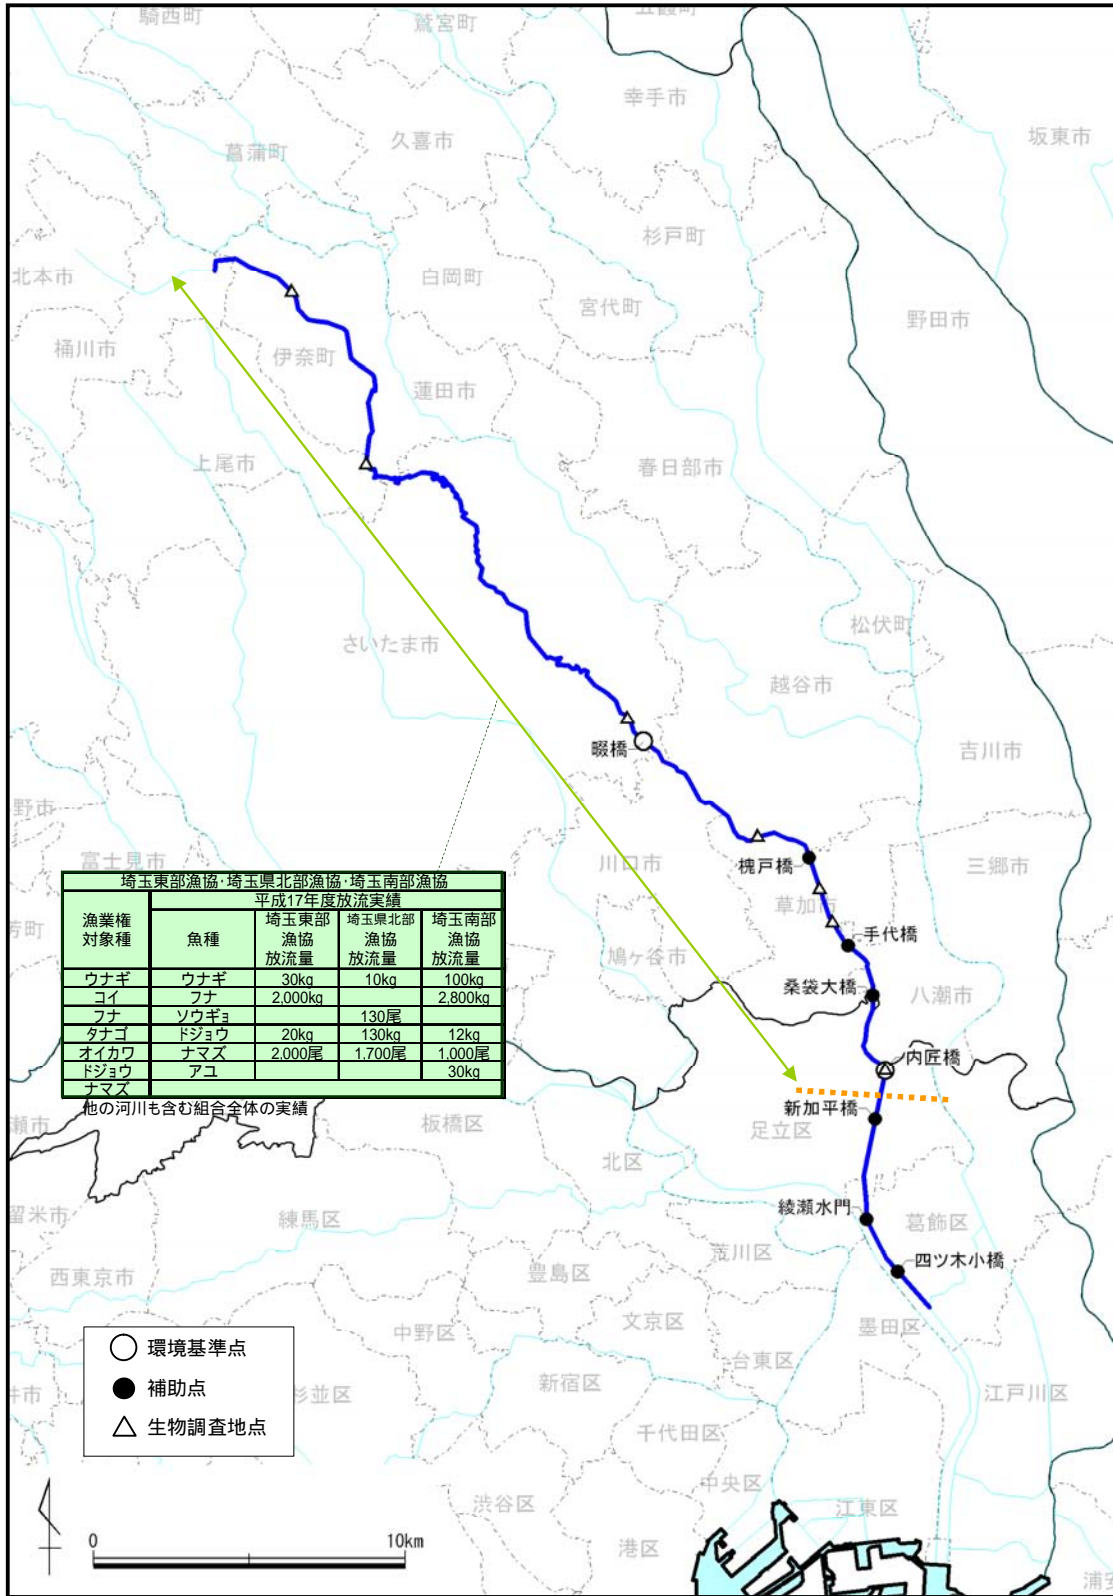 騎西町
鷲宮町
五霞町
幸手市
坂東市
久喜市
菖蒲町
杉戸町
北本市
白岡町
宮代町
野田市
桶川市
伊奈町
蓮田市
上尾市
春日部市
松伏町
さいたま市
越谷市
吉川市
畷橋
野市
富士見市
川口市
槐戸橋
三郷市
草加市
手代橋
芳町
鳩ヶ谷市
桑袋大橋
八潮市
内匠橋
埼玉東部漁協・埼玉県北部漁協・埼玉南部漁協
漁業権対象種 平成17年度放流実績
魚種 埼玉東部漁協放流量 埼玉県北部漁協放流量 埼玉南部漁協放流量
ウナギ ウナギ 30kg 10kg 100kg
コイ フナ 2,000kg 2,800kg
フナ ソウギョ 130尾
タナゴ ドジョウ 20kg 130kg 12kg
オイカワ ナマズ 2,000尾 1,700尾 1,000尾
ドジョウ アユ 30kg
ナマズ
他の河川も含む組合全体の実績
新加平橋
瀬市
板橋区
足立区
北区
綾瀬水門
葛飾区
留米市
練馬区
荒川区
四ツ木小橋
西東京市
豊島区
中野区
文京区
墨田区
台東区
環境基準点
補助点
生物調査地点
井市
杉並区
新宿区
江戸川区
千代田区
中央区
渋谷区
江東区
港区
浦安
0 10km